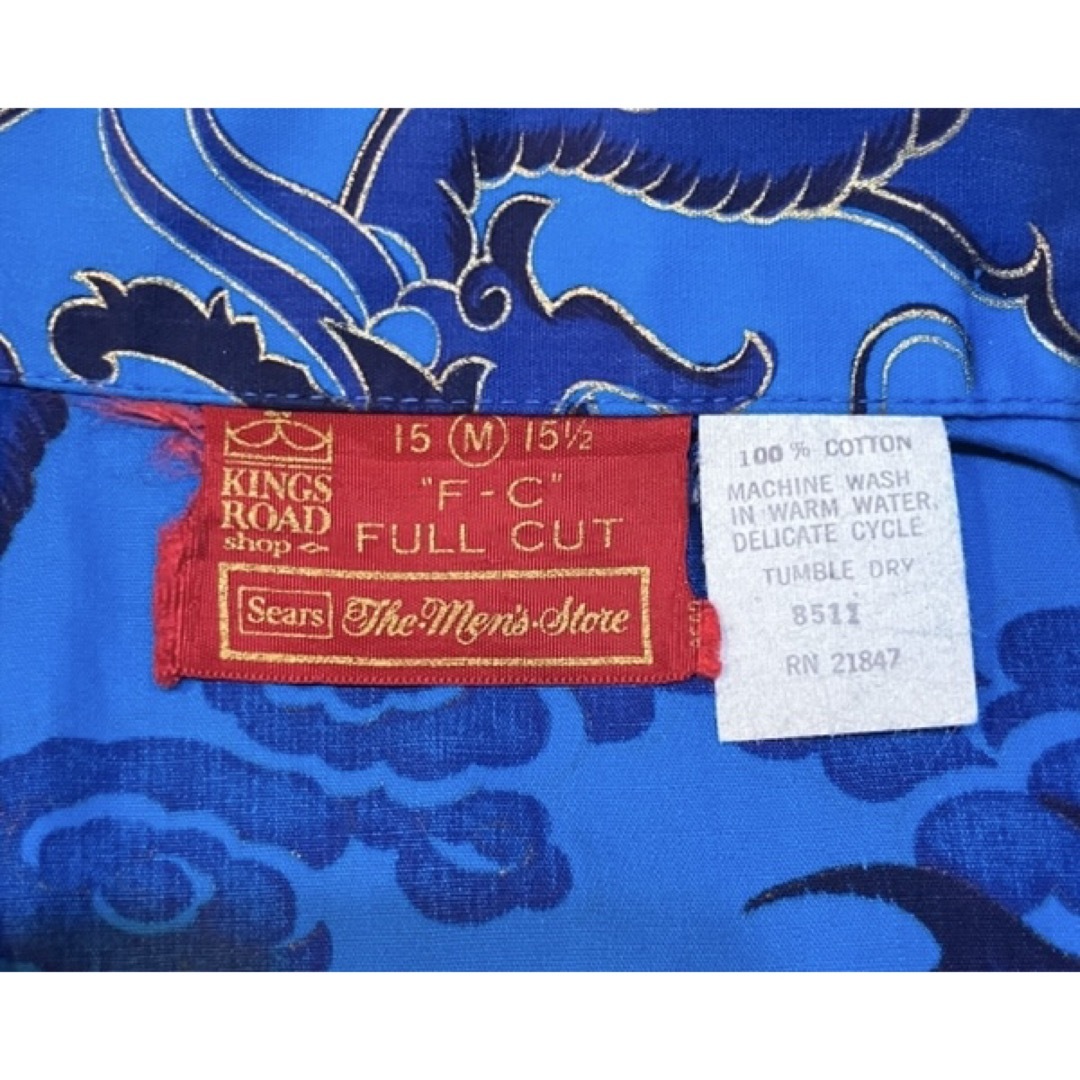 KINGS
ROAD
shop
15 M 15½
"F-C"
FULL CUT
Sears The Men's Store
100% COTTON
MACHINE WASH
IN WARM WATER,
DELICATE CYCLE
TUMBLE DRY
8511
RN 21847